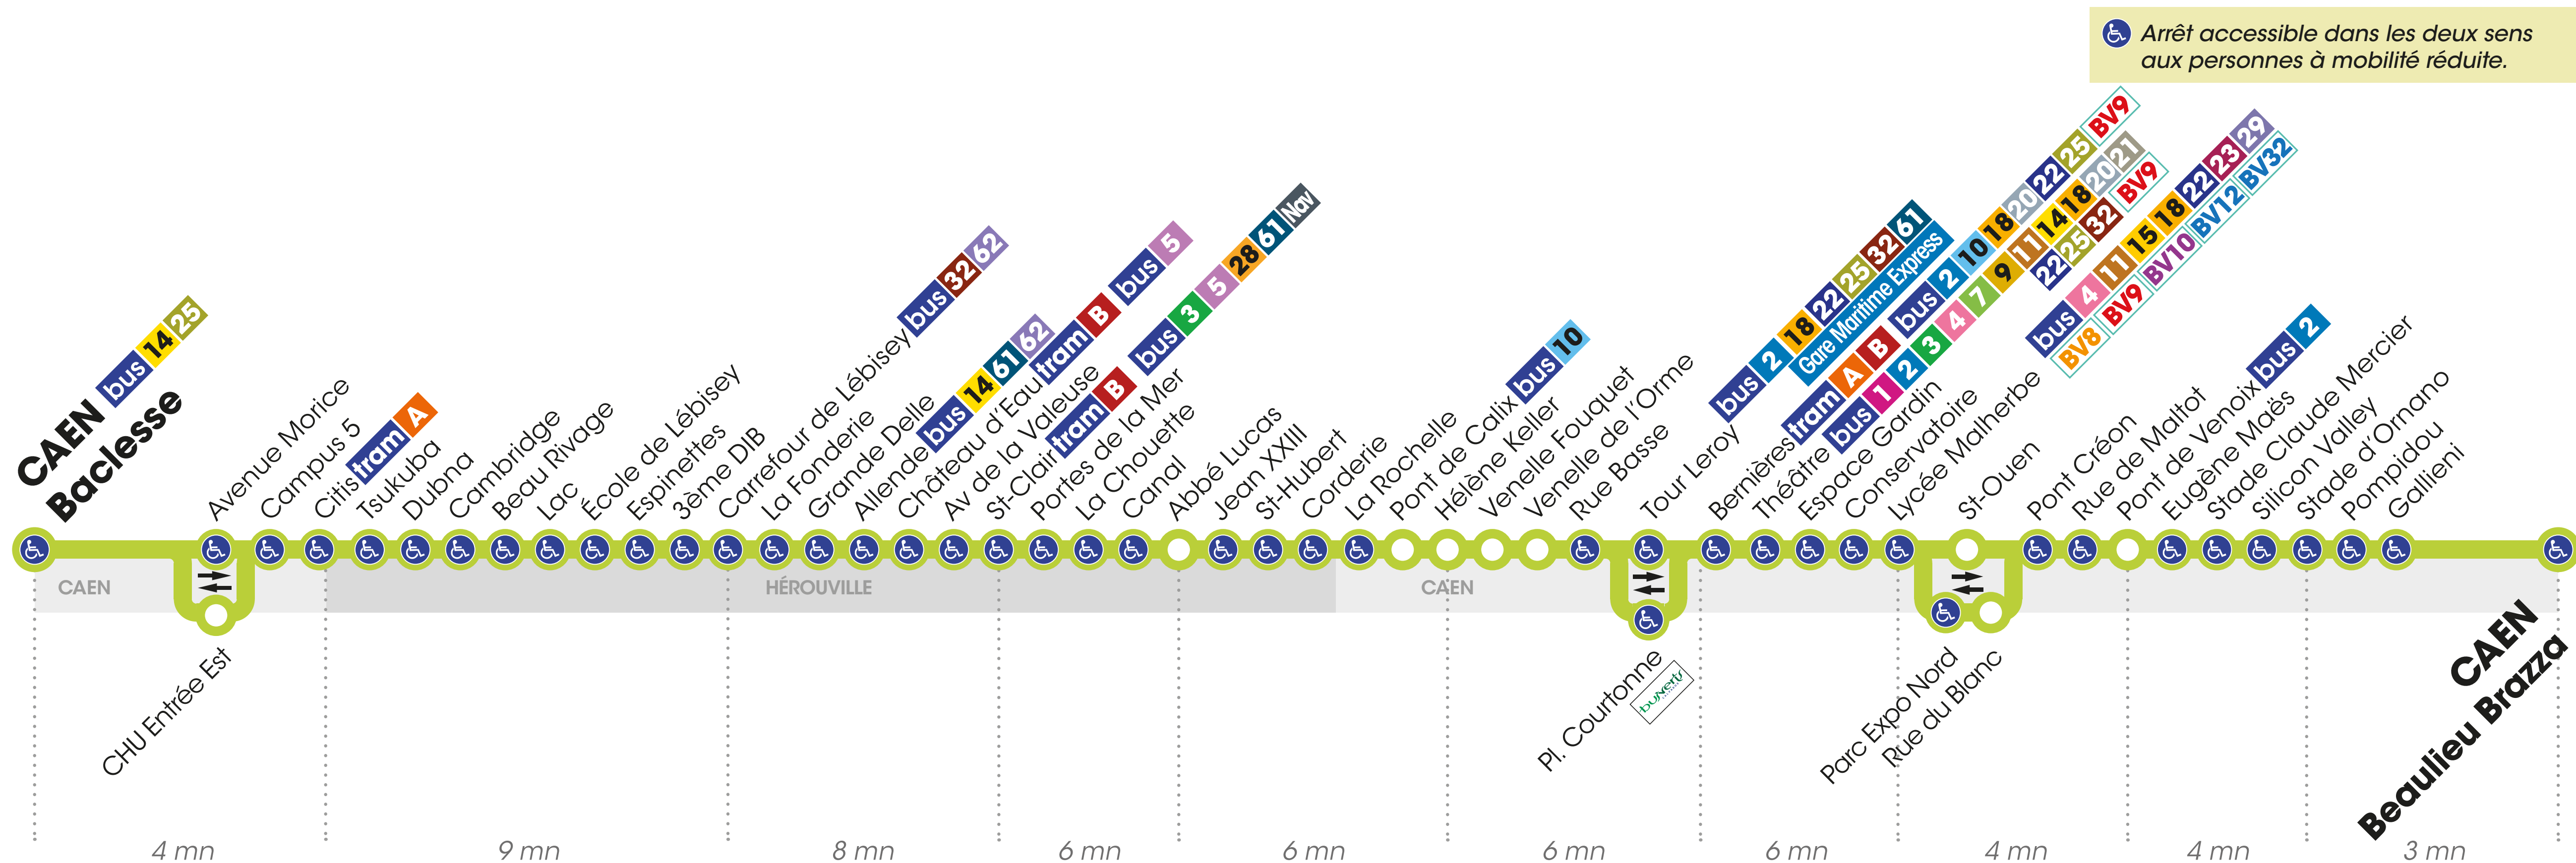 Arrêt accessible dans les deux sens
aux personnes à mobilité réduite.
CAEN bus 14 25
Baclesse
Avenue Morice
Campus 5
Citis tram A
Tsukuba
Dubna
Cambridge
Beau Rivage
Lac
École de Lébisey
Espinettes
3ème DIB
Carrefour de Lébisey bus 32 62
La Fonderie
Grande Delle
Allende bus 14 61 62
Château d'Eau tram B bus 5
Av de la Valeuse
St-Clair tram B bus 3 5 28 61 Nav
Portes de la Mer
La Chouette
Canal
Abbé Lucas
Jean XXIII
St-Hubert
Corderie
La Rochelle
Pont de Calix bus 10
Hélène Keller
Venelle Fouquet
Venelle de l'Orme
Rue Basse
Tour Leroy bus 2 18 22 25 32 61
Gare Maritime Express
Bernières tram A B bus 2 10 18 20 22 25 BV9
Théâtre bus 1 2 3 4 7 9 11 14 18 20 21
22 25 32 BV9
Espace Gardin
Conservatoire
Lycée Malherbe bus 4 11 15 18 22 23 29
BV8 BV9 BV10 BV12 BV32
St-Ouen
Pont Créon
Rue de Maltot
Pont de Venoix bus 2
Eugène Maës
Stade Claude Mercier
Silicon Valley
Stade d'Ornano
Pompidou
Gallieni
CAEN
HÉROUVILLE
CAEN
CHU Entrée Est
Pl. Courtonne
bus verts
Parc Expo Nord
Rue du Blanc
CAEN
Beaulieu Brazza
4 mn
9 mn
8 mn
6 mn
6 mn
6 mn
6 mn
4 mn
4 mn
3 mn